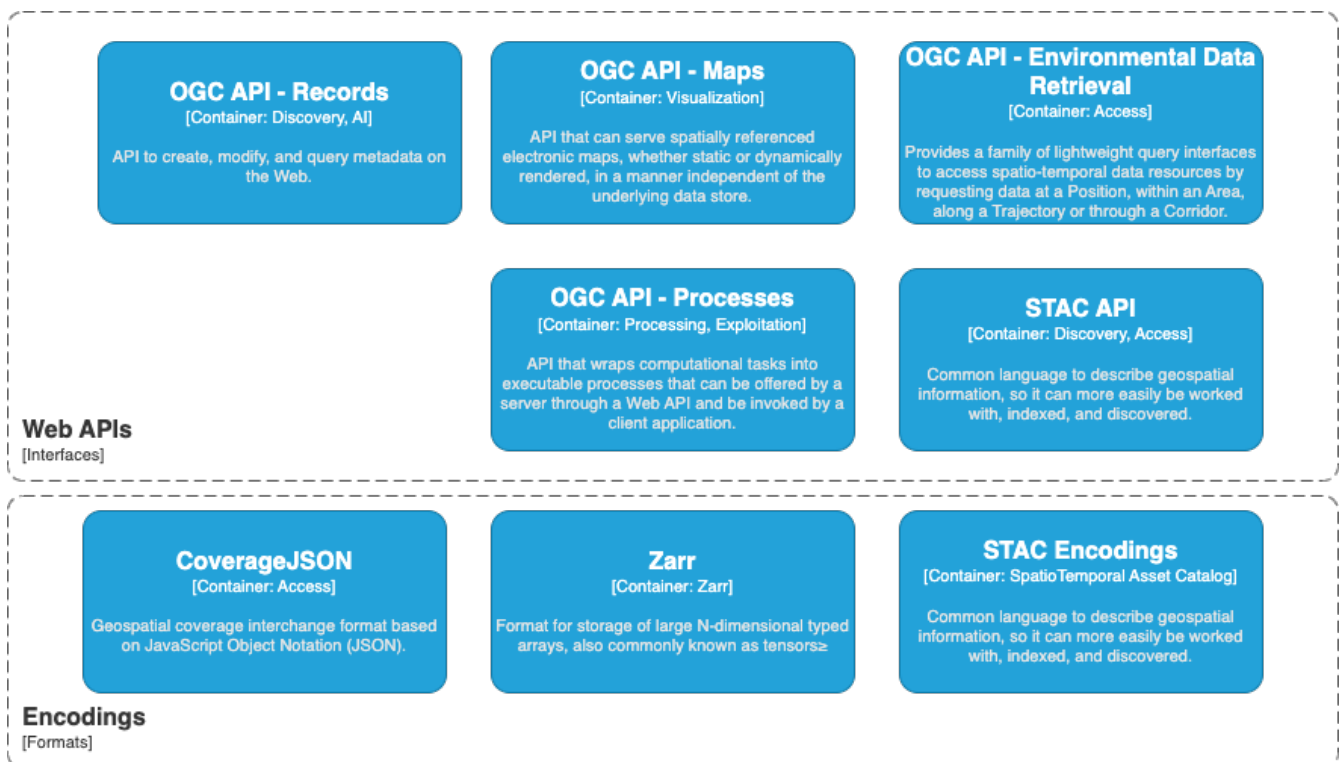 OGC API - Records
[Container: Discovery, AI]
API to create, modify, and query metadata on
the Web.
OGC API - Maps
[Container: Visualization]
API that can serve spatially referenced
electronic maps, whether static or dynamically
rendered, in a manner independent of the
underlying data store.
OGC API - Environmental Data
Retrieval
[Container: Access]
Provides a family of lightweight query interfaces
to access spatio-temporal data resources by
requesting data at a Position, within an Area,
along a Trajectory or through a Corridor.
OGC API - Processes
[Container: Processing, Exploitation]
API that wraps computational tasks into
executable processes that can be offered by a
server through a Web API and be invoked by a
client application.
STAC API
[Container: Discovery, Access]
Common language to describe geospatial
information, so it can more easily be worked
with, indexed, and discovered.
Web APIs
[Interfaces]
CoverageJSON
[Container: Access]
Geospatial coverage interchange format based
on JavaScript Object Notation (JSON).
Zarr
[Container: Zarr]
Format for storage of large N-dimensional typed
arrays, also commonly known as tensors≥
STAC Encodings
[Container: SpatioTemporal Asset Catalog]
Common language to describe geospatial
information, so it can more easily be worked
with, indexed, and discovered.
Encodings
[Formats]